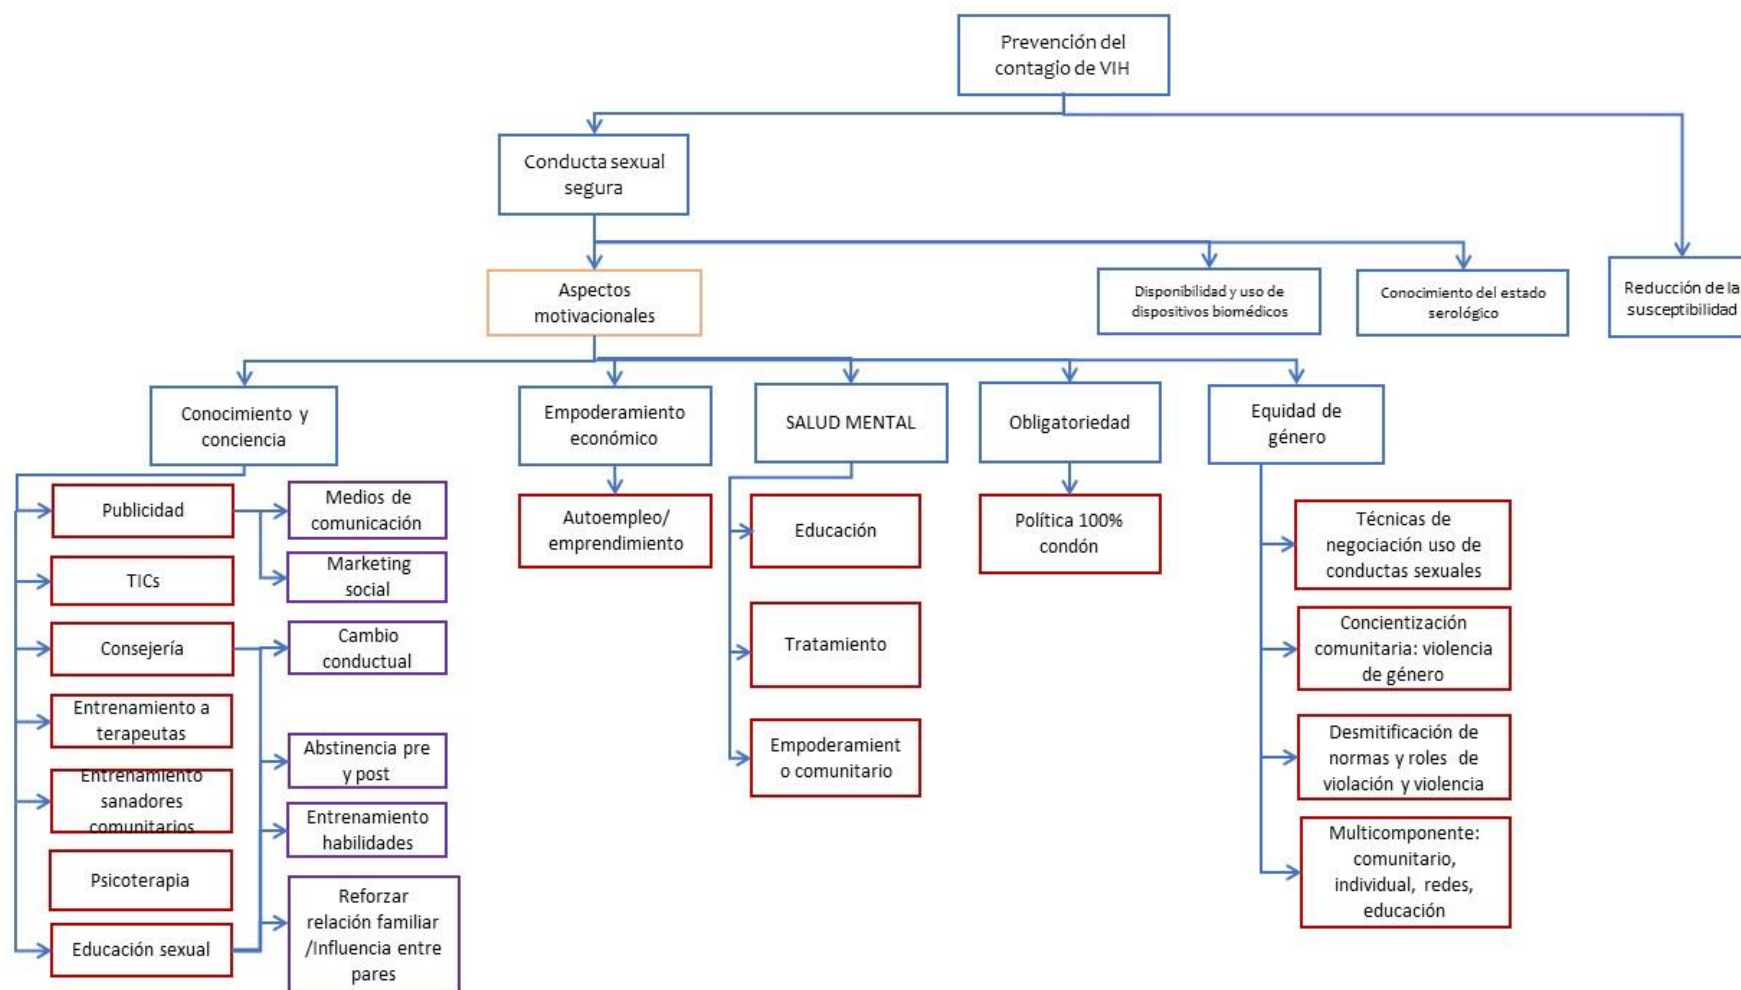 Prevención del
contagio de VIH
Conducta sexual
segura
Aspectos
motivacionales
Disponibilidad y uso de
dispositivos biomédicos
Conocimiento del estado
serológico
Reducción de la
susceptibilidad
Conocimiento y
conciencia
Empoderamiento
económico
SALUD MENTAL
Obligatoriedad
Equidad de
género
Publicidad
TICs
Consejería
Entrenamiento a
terapeutas
Entrenamiento
sanadores
comunitarios
Psicoterapia
Educación sexual
Medios de
comunicación
Marketing
social
Cambio
conductual
Abstinencia pre
y post
Entrenamiento
habilidades
Reforzar
relación familiar
/Influencia entre
pares
Autoempleo/
emprendimiento
Educación
Tratamiento
Empoderamient
o comunitario
Política 100%
condón
Técnicas de
negociación uso de
conductas sexuales
Concientización
comunitaria: violencia
de género
Desmitificación de
normas y roles de
violación y violencia
Multicomponente:
comunitario,
individual, redes,
educación